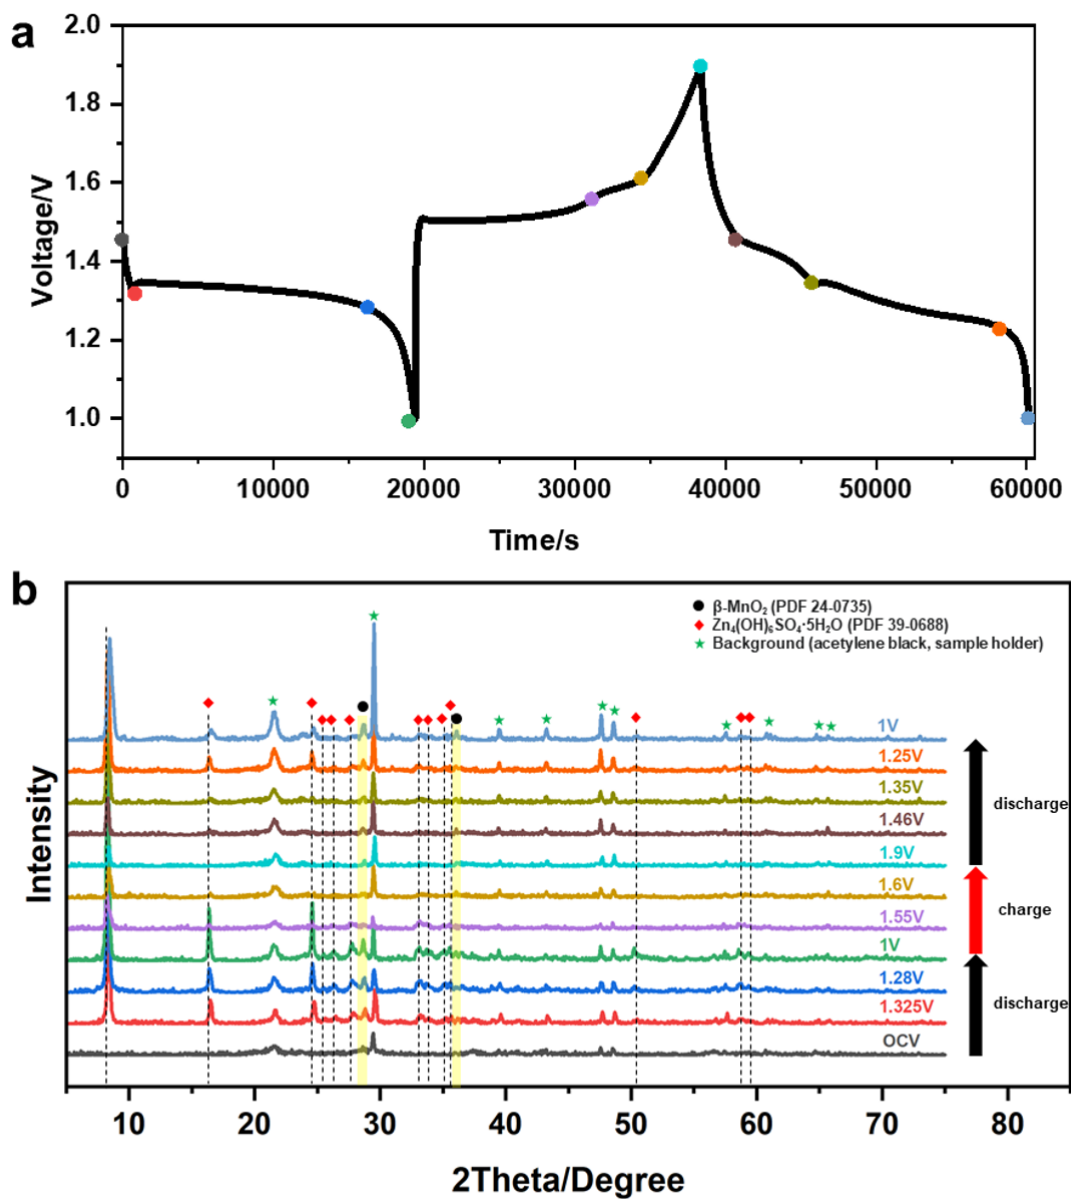 a
2.0
1.8
1.6
1.4
1.2
1.0
Voltage/V
0 10000 20000 30000 40000 50000 60000
Time/s
b
β-MnO₂ (PDF 24-0735)
Zn₄(OH)₆SO₄·5H₂O (PDF 39-0688)
Background (acetylene black, sample holder)
1V
1.25V
1.35V
discharge
1.46V
1.9V
1.6V
charge
1.55V
1V
1.28V
1.325V
discharge
OCV
Intensity
10 20 30 40 50 60 70 80
2Theta/Degree